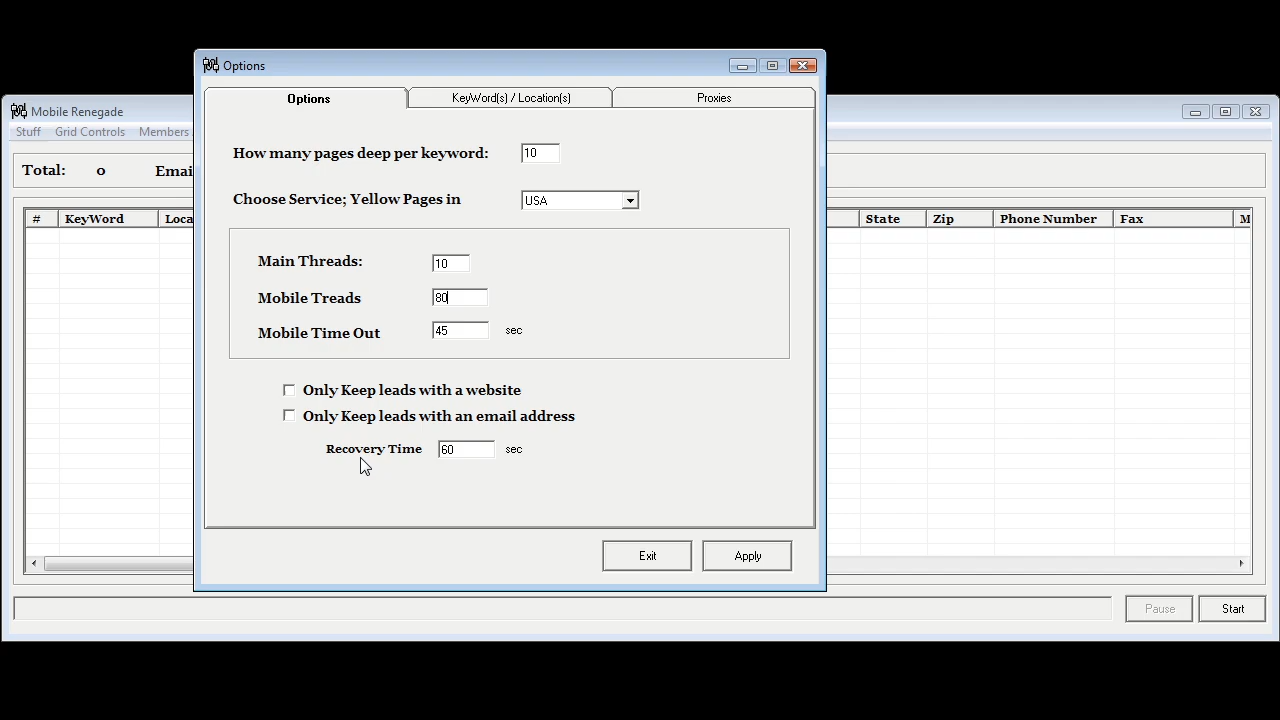 Options
Mobile Renegade
Options KeyWord(s) / Location(s) Proxies
Stuff Grid Controls Members
How many pages deep per keyword: 10
Total: 0 Emai
Choose Service; Yellow Pages in USA
# KeyWord Loca State Zip Phone Number Fax M
Main Threads: 10
Mobile Treads 80
Mobile Time Out 45 sec
Only Keep leads with a website
Only Keep leads with an email address
Recovery Time 60 sec
Exit Apply
Pause Start